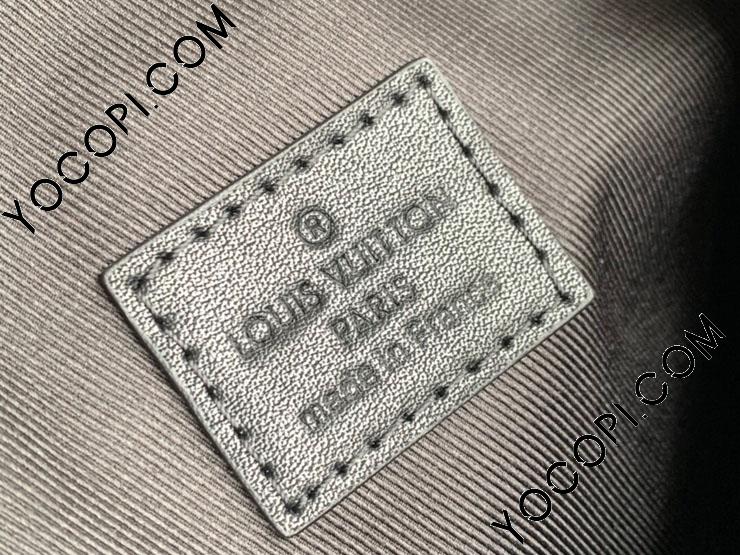 YOCOPI.COM
®
LOUIS VUITTON
PARIS
made in France
YOCOPI.COM